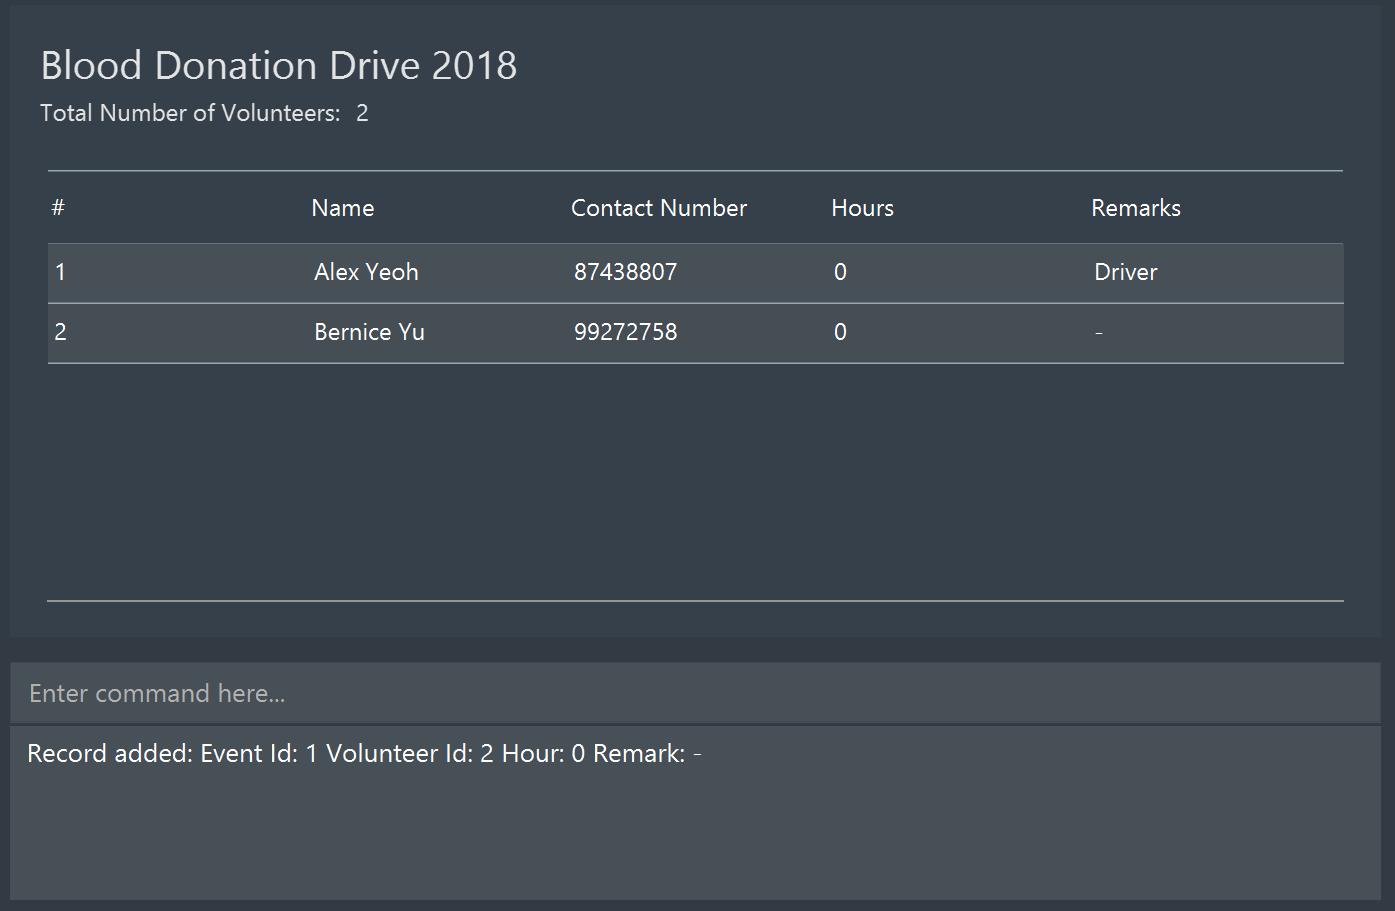 Blood Donation Drive 2018
Total Number of Volunteers: 2
# Name Contact Number Hours Remarks
1 Alex Yeoh 87438807 0 Driver
2 Bernice Yu 99272758 0 -
Enter command here...
Record added: Event Id: 1 Volunteer Id: 2 Hour: 0 Remark: -